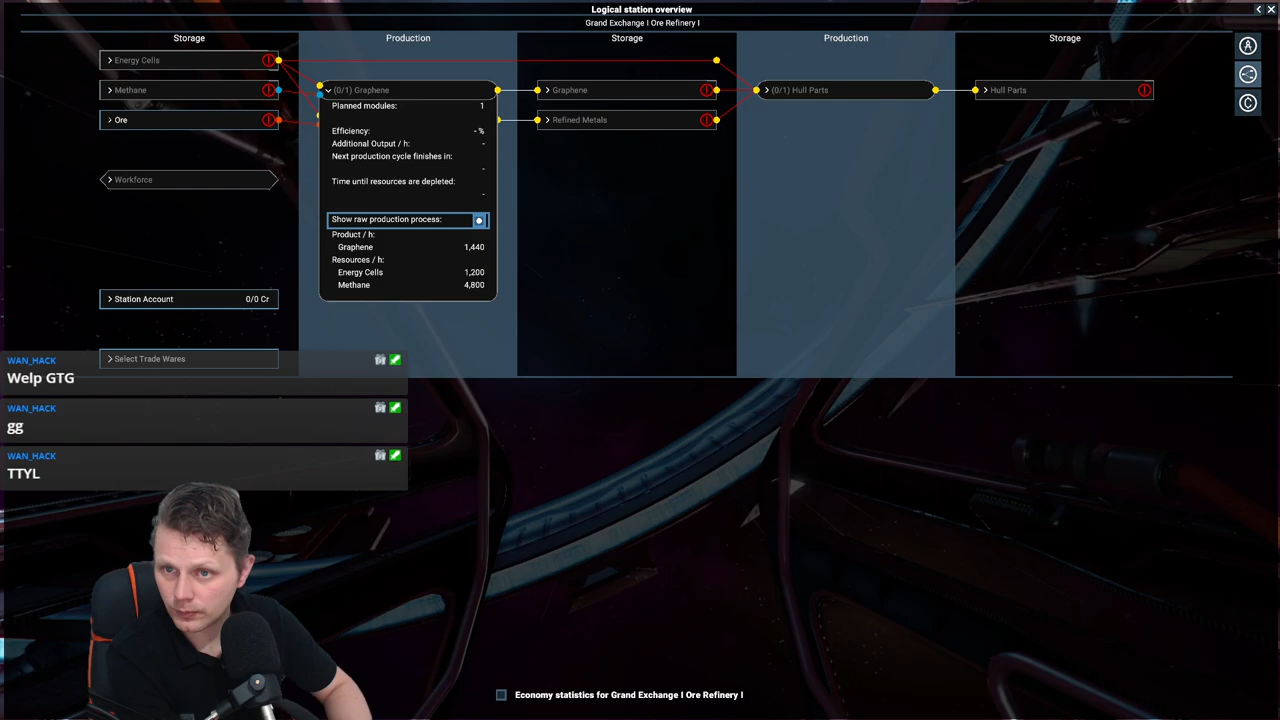 Logical station overview
Grand Exchange I Ore Refinery I
Storage
Production
Storage
Production
Storage
Energy Cells
Methane
(0/1) Graphene
Graphene
(0/1) Hull Parts
Hull Parts
Planned modules: 1
Ore
Refined Metals
Efficiency: - %
Additional Output / h: -
Next production cycle finishes in:
-
Workforce
Time until resources are depleted:
-
Show raw production process:
Product / h:
Graphene 1,440
Resources / h:
Energy Cells 1,200
Methane 4,800
Station Account 0/0 Cr
Select Trade Wares
WAN_HACK
Welp GTG
WAN_HACK
gg
WAN_HACK
TTYL
Economy statistics for Grand Exchange I Ore Refinery I